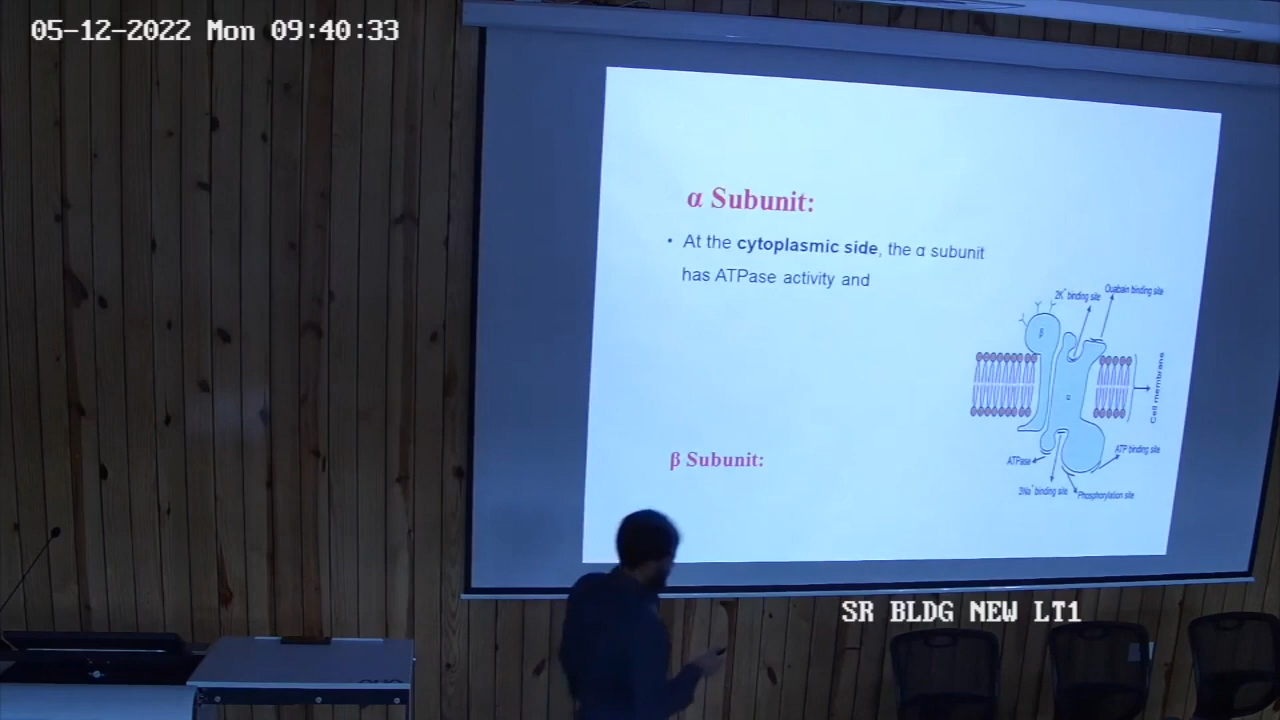 05-12-2022 Mon 09:40:33
α Subunit:
• At the cytoplasmic side, the α subunit
has ATPase activity and
2K⁺ binding site
Ouabain binding site
β
α
Cell membrane
ATPase
ATP binding site
3Na⁺ binding site
Phosphorylation site
β Subunit:
SR BLDG NEW LT1